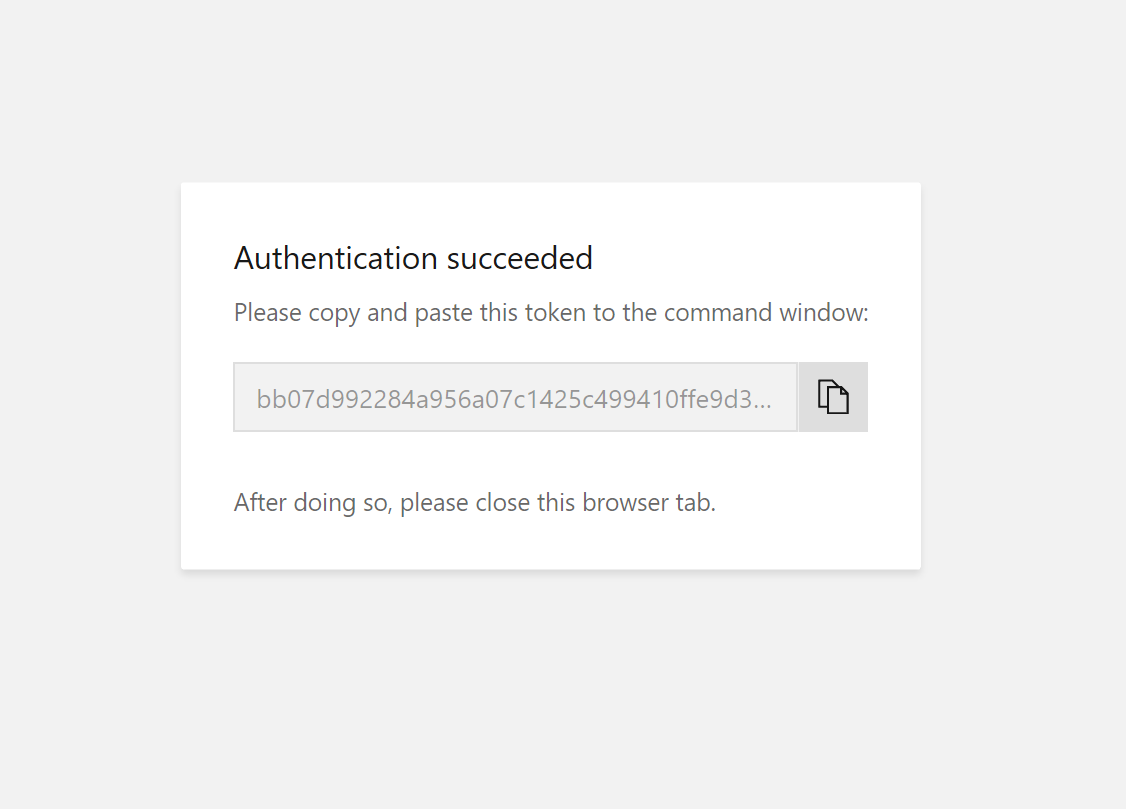 Authentication succeeded
Please copy and paste this token to the command window:
bb07d992284a956a07c1425c499410ffe9d3...
After doing so, please close this browser tab.